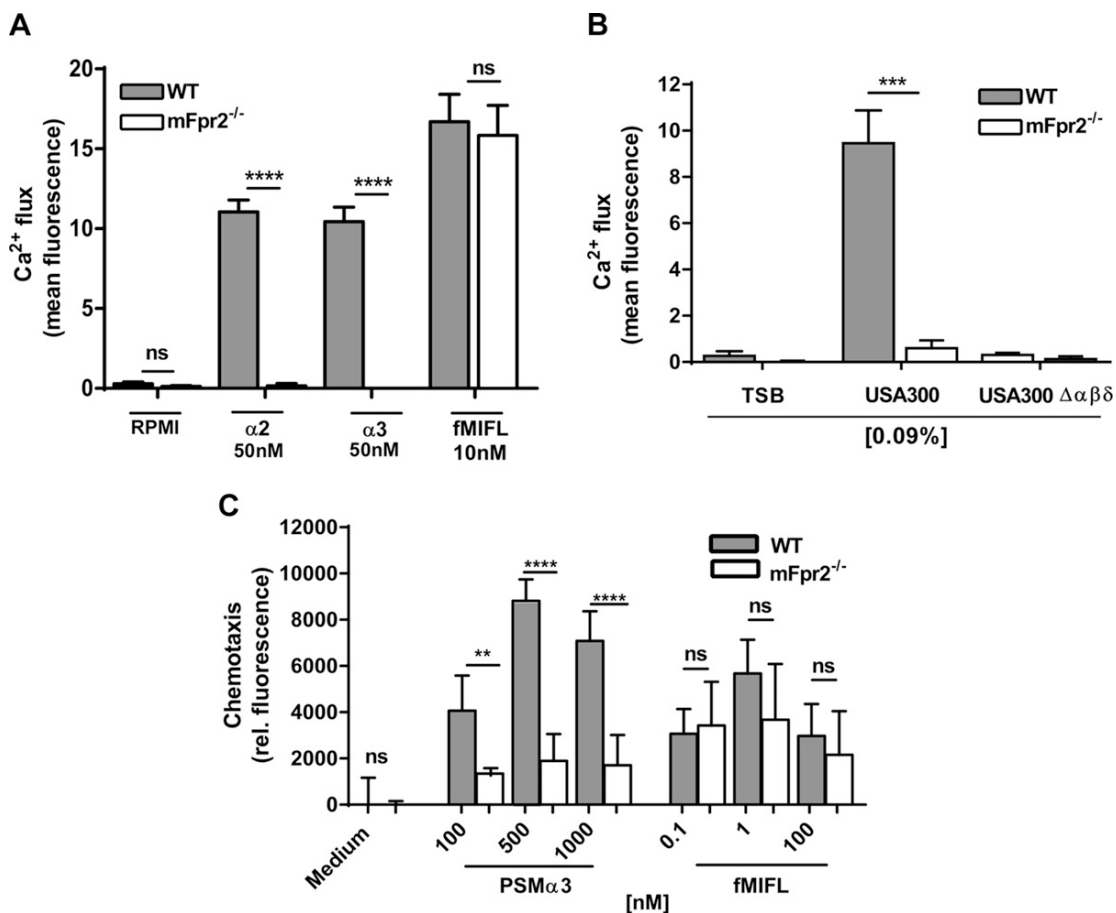 A
Ca2+ flux
(mean fluorescence)
20
15
10
5
0
WT
mFpr2-/-
ns
****
****
ns
RPMI
α2
50nM
α3
50nM
fMIFL
10nM
B
Ca2+ flux
(mean fluorescence)
12
10
8
6
4
2
0
***
WT
mFpr2-/-
TSB
USA300
USA300 Δαβδ
[0.09%]
C
Chemotaxis
(rel. fluorescence)
12000
10000
8000
6000
4000
2000
0
WT
mFpr2-/-
ns
**
****
****
ns
ns
ns
Medium
100
500
1000
0.1
1
100
PSMα3
fMIFL
[nM]